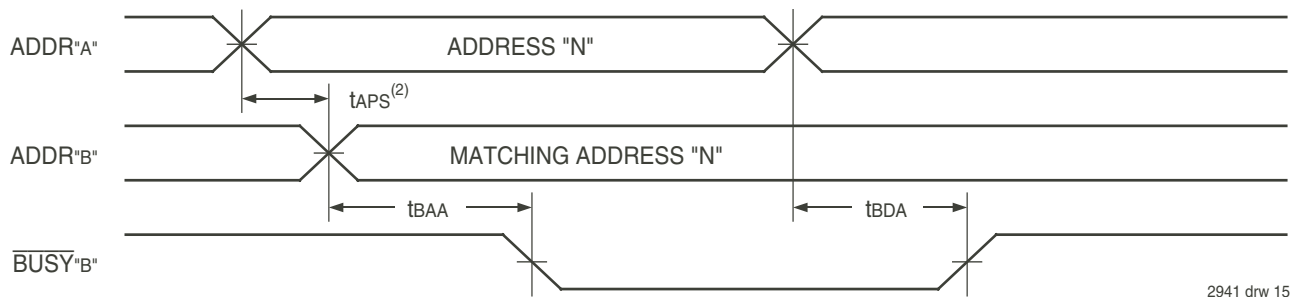 ADDR"A"
ADDRESS "N"
tAPS(2)
ADDR"B"
MATCHING ADDRESS "N"
tBAA
tBDA
BUSY"B"
2941 drw 15